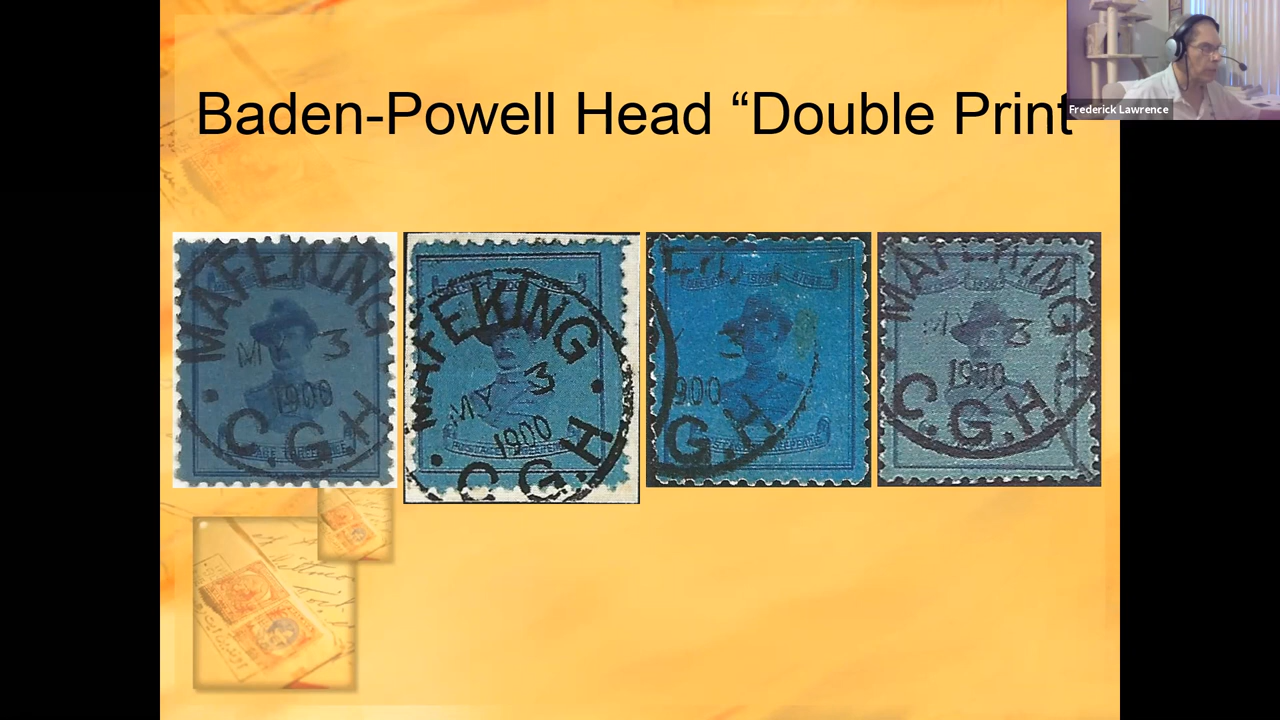 Baden-Powell Head “Double Print
Frederick Lawrence
MAFEKING
MY 3
1900
C.G.H
MAFEKING
MY 3
1900
C.G.H
1900
G.H
MAFEKING
MY 3
1900
C.G.H.